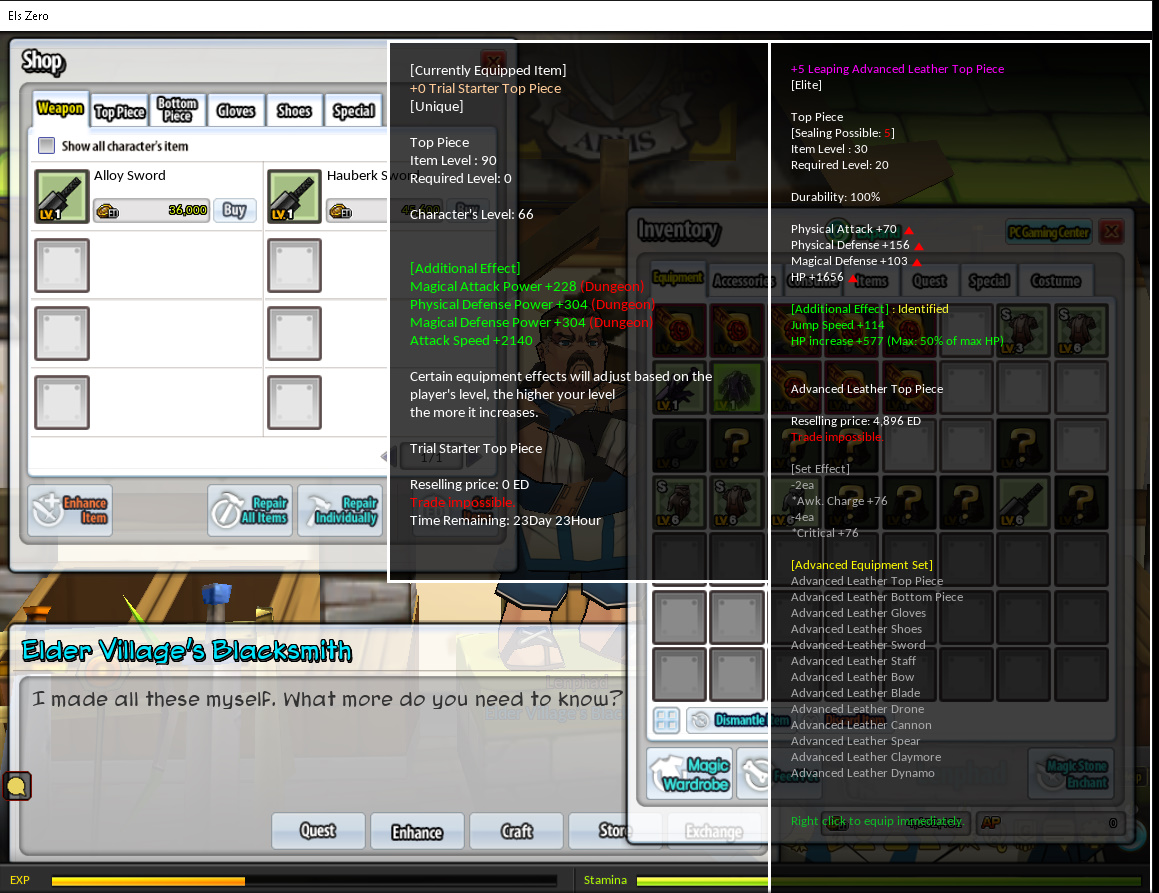 Els Zero
Shop
Weapon
Top Piece
Bottom Piece
Gloves
Shoes
Special
Show all character's item
Alloy Sword
LV.1
36,000
Buy
Hauberk Sword
LV.1
Enhance Item
Repair All Items
Repair Individually
1/1
[Currently Equipped Item]
+0 Trial Starter Top Piece
[Unique]
Top Piece
Item Level : 90
Required Level: 0
Character's Level: 66
[Additional Effect]
Magical Attack Power +228 (Dungeon)
Physical Defense Power +304 (Dungeon)
Magical Defense Power +304 (Dungeon)
Attack Speed +2140
Certain equipment effects will adjust based on the
player's level, the higher your level
the more it increases.
Trial Starter Top Piece
Reselling price: 0 ED
Trade impossible.
Time Remaining: 23Day 23Hour
ARMS
+5 Leaping Advanced Leather Top Piece
[Elite]
Top Piece
[Sealing Possible: 5]
Item Level : 30
Required Level: 20
Durability: 100%
Physical Attack +70
Physical Defense +156
Magical Defense +103
HP +1656
[Additional Effect] : Identified
Jump Speed +114
HP increase +577 (Max: 50% of max HP)
Advanced Leather Top Piece
Reselling price: 4,896 ED
Trade impossible.
[Set Effect]
-2ea
*Awk. Charge +76
-4ea
*Critical +76
[Advanced Equipment Set]
Advanced Leather Top Piece
Advanced Leather Bottom Piece
Advanced Leather Gloves
Advanced Leather Shoes
Advanced Leather Sword
Advanced Leather Staff
Advanced Leather Bow
Advanced Leather Blade
Advanced Leather Drone
Advanced Leather Cannon
Advanced Leather Spear
Advanced Leather Claymore
Advanced Leather Dynamo
Right click to equip immediately.
Inventory
PC Gaming Center
Equipment
Accessories
Items
Quest
Special
Costume
Dismantle Item
Magic Wardrobe
Magic Stone Enchant
AP
0
Elder Village's Blacksmith
I made all these myself. What more do you need to know?
Quest
Enhance
Craft
Store
Exchange
EXP
Stamina